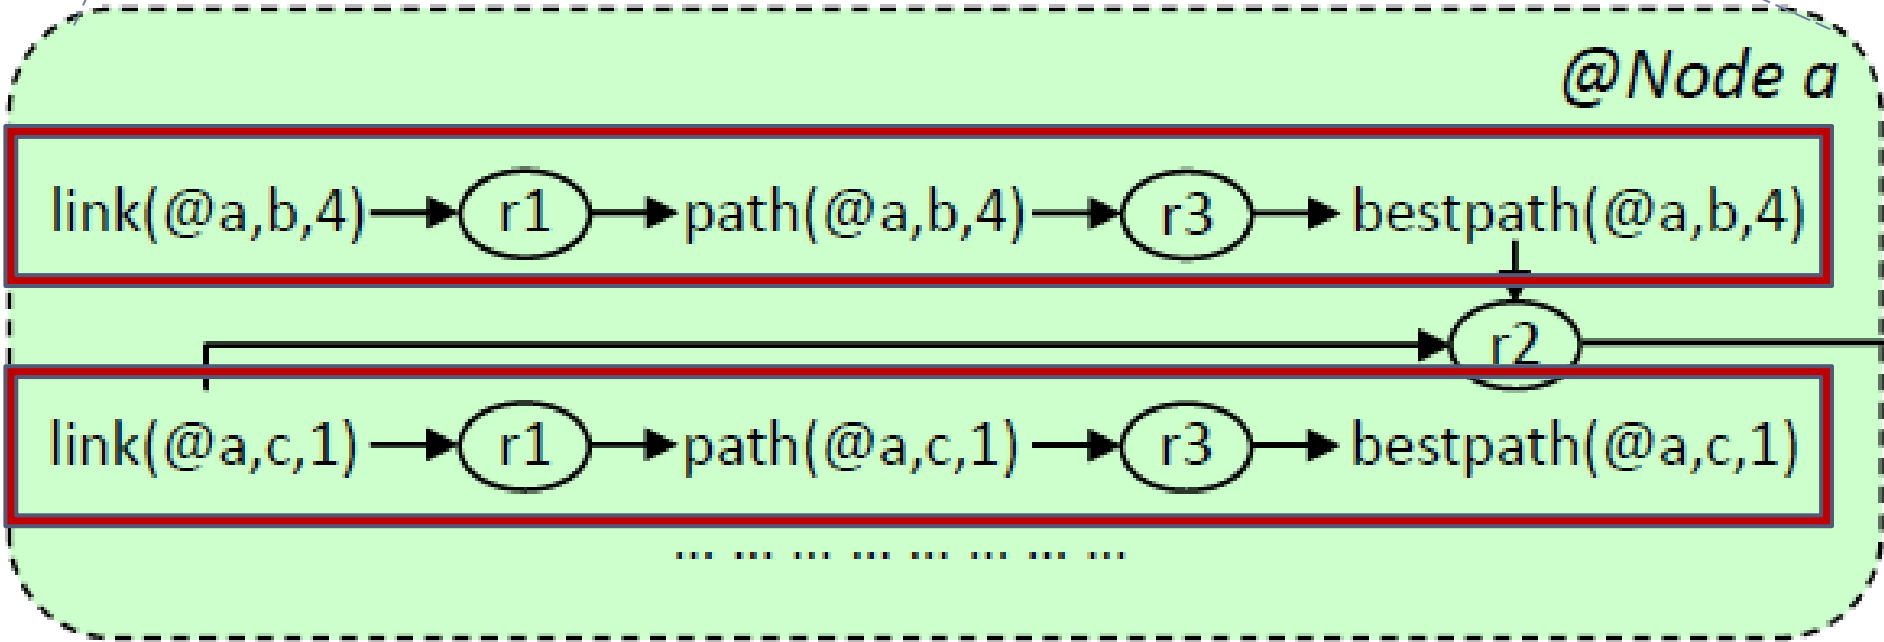 @Node a
link(@a,b,4) r1 path(@a,b,4) r3 bestpath(@a,b,4)
r2
link(@a,c,1) r1 path(@a,c,1) r3 bestpath(@a,c,1)
... ... ... ... ... ... ... ...